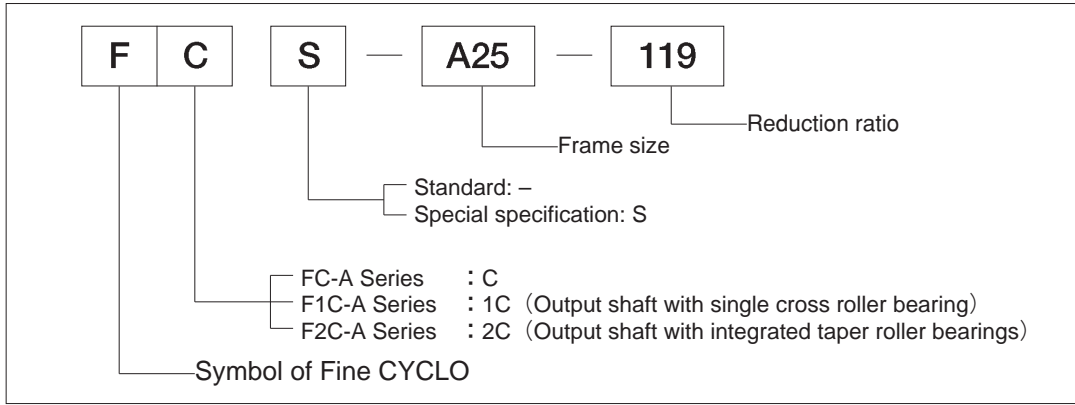 F C S — A25 — 119
Reduction ratio
Frame size
Standard: –
Special specification: S
FC-A Series : C
F1C-A Series : 1C（Output shaft with single cross roller bearing）
F2C-A Series : 2C（Output shaft with integrated taper roller bearings）
Symbol of Fine CYCLO